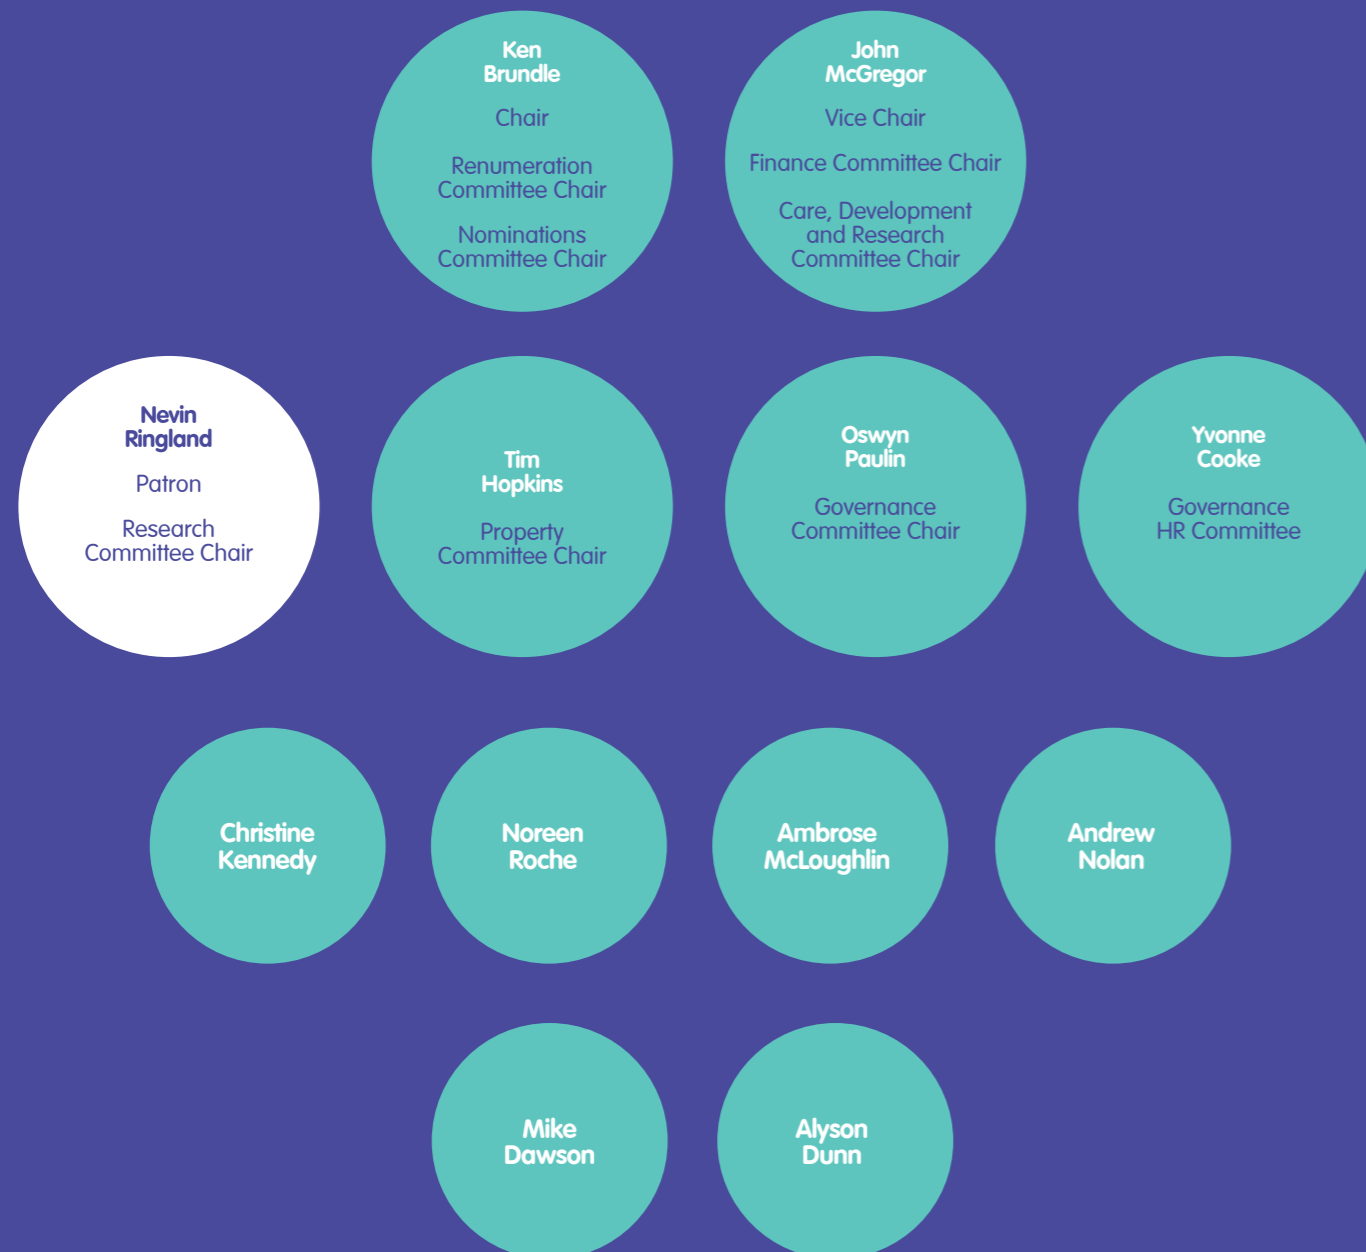 Ken
Brundle
Chair
Renumeration
Committee Chair
Nominations
Committee Chair
John
McGregor
Vice Chair
Finance Committee Chair
Care, Development
and Research
Committee Chair
Nevin
Ringland
Patron
Research
Committee Chair
Tim
Hopkins
Property
Committee Chair
Oswyn
Paulin
Governance
Committee Chair
Yvonne
Cooke
Governance
HR Committee
Christine
Kennedy
Noreen
Roche
Ambrose
McLoughlin
Andrew
Nolan
Mike
Dawson
Alyson
Dunn